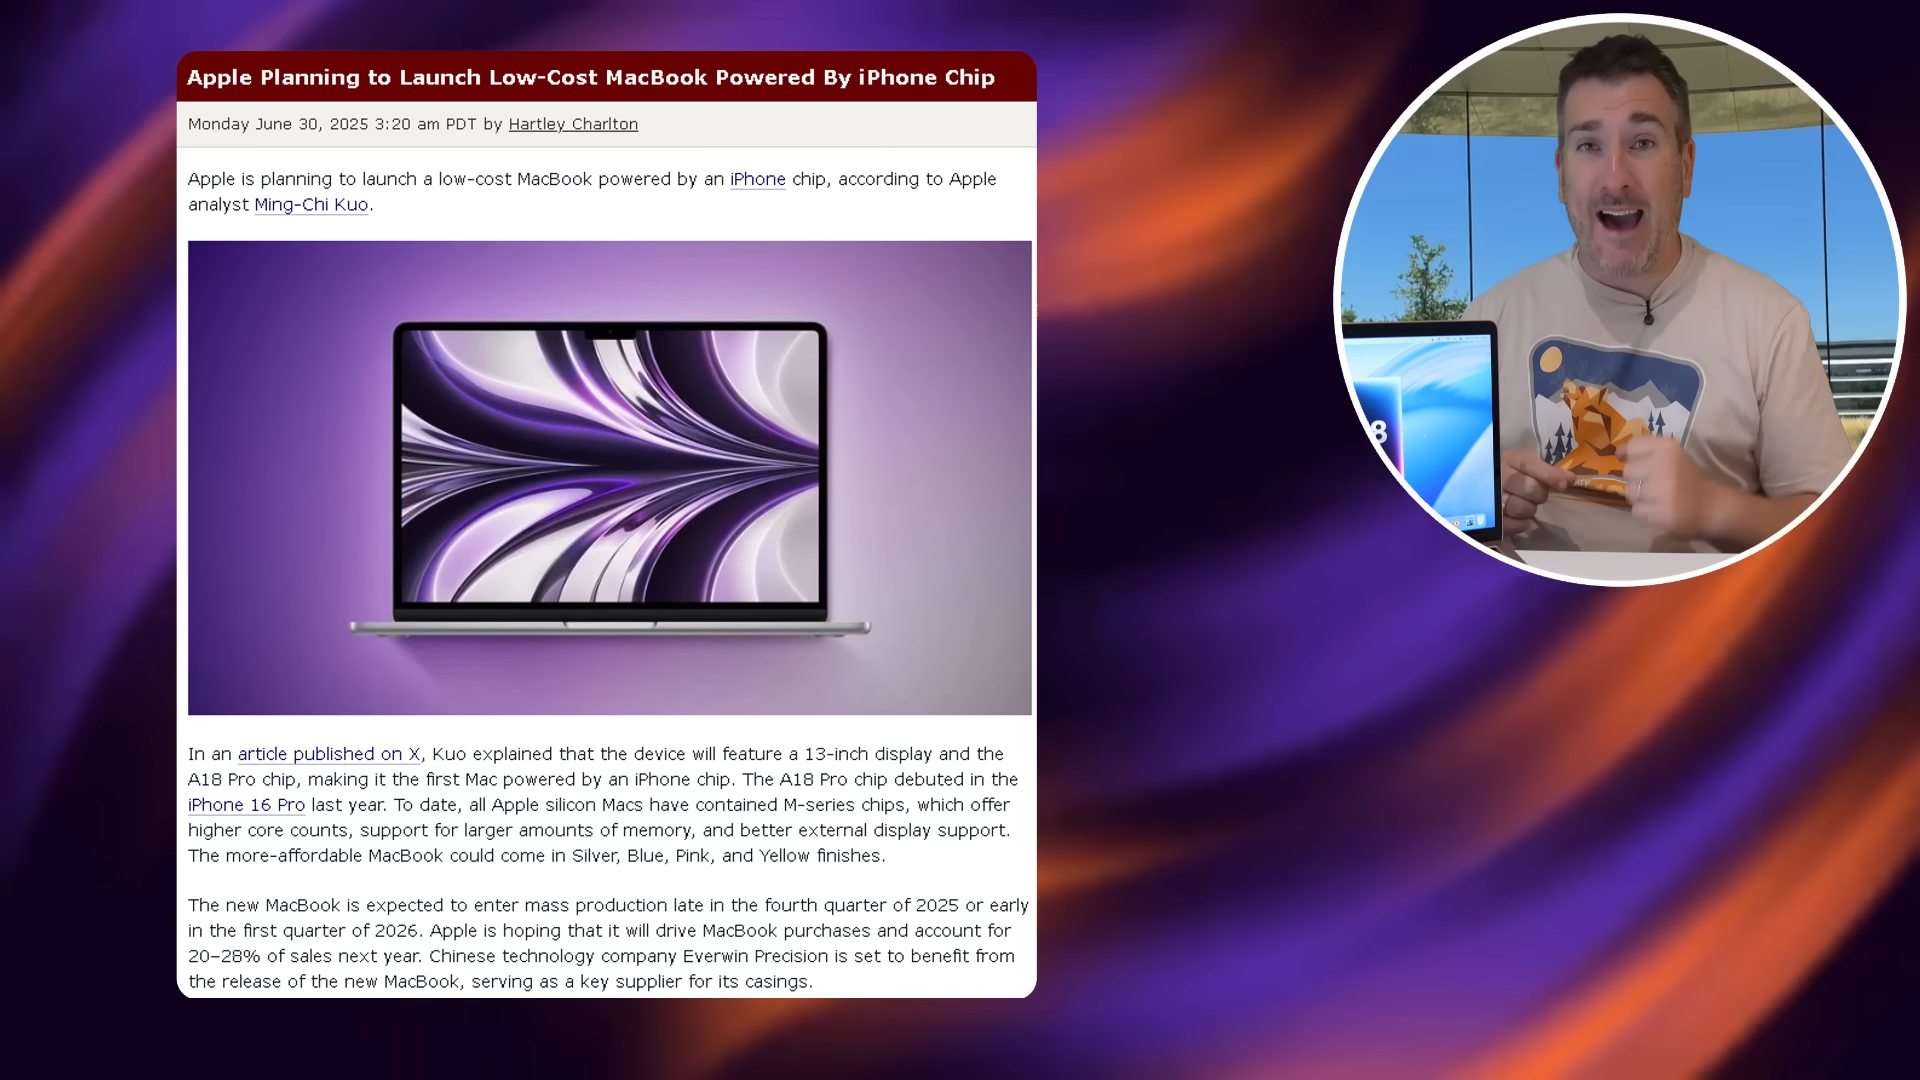 Apple Planning to Launch Low-Cost MacBook Powered By iPhone Chip
Monday June 30, 2025 3:20 am PDT by Hartley Charlton
Apple is planning to launch a low-cost MacBook powered by an iPhone chip, according to Apple
analyst Ming-Chi Kuo.
In an article published on X, Kuo explained that the device will feature a 13-inch display and the
A18 Pro chip, making it the first Mac powered by an iPhone chip. The A18 Pro chip debuted in the
iPhone 16 Pro last year. To date, all Apple silicon Macs have contained M-series chips, which offer
higher core counts, support for larger amounts of memory, and better external display support.
The more-affordable MacBook could come in Silver, Blue, Pink, and Yellow finishes.
The new MacBook is expected to enter mass production late in the fourth quarter of 2025 or early
in the first quarter of 2026. Apple is hoping that it will drive MacBook purchases and account for
20–28% of sales next year. Chinese technology company Everwin Precision is set to benefit from
the release of the new MacBook, serving as a key supplier for its casings.
8